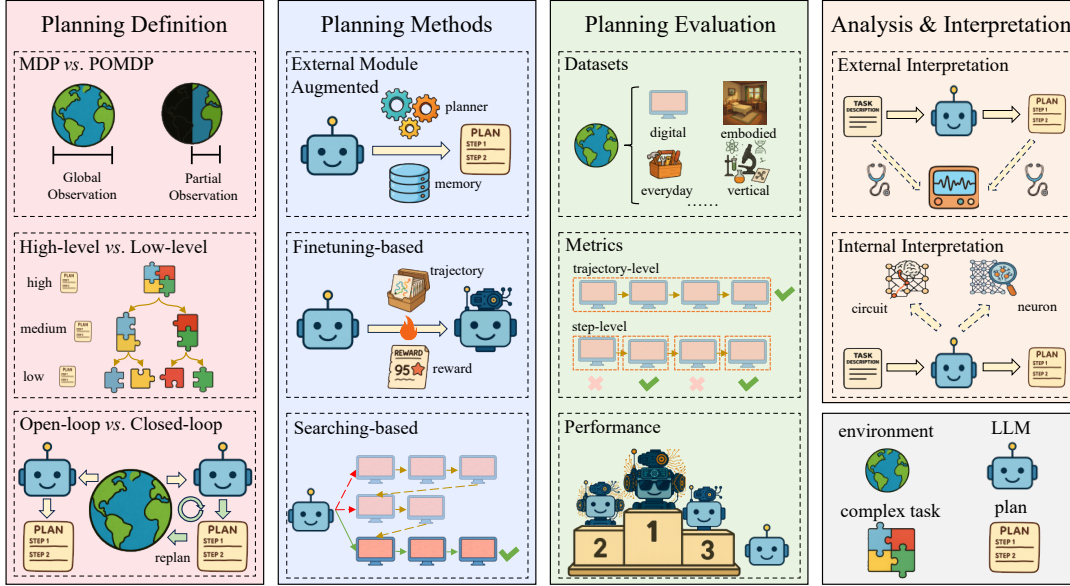 Planning Definition
MDP vs. POMDP
Global
Observation
Partial
Observation
High-level vs. Low-level
high
PLAN
medium
PLAN
low
PLAN
Open-loop vs. Closed-loop
PLAN
STEP 1
STEP 2
replan
PLAN
STEP 1
STEP 2
Planning Methods
External Module
Augmented
planner
PLAN
STEP 1
STEP 2
memory
Finetuning-based
trajectory
REWARD
95
reward
Searching-based
Planning Evaluation
Datasets
digital
embodied
everyday
vertical
......
Metrics
trajectory-level
step-level
Performance
1
2
3
Analysis & Interpretation
External Interpretation
TASK
DESCRIPTION
PLAN
STEP 1
STEP 2
Internal Interpretation
circuit
neuron
TASK
DESCRIPTION
PLAN
STEP 1
STEP 2
environment
LLM
complex task
plan
PLAN
STEP 1
STEP 2